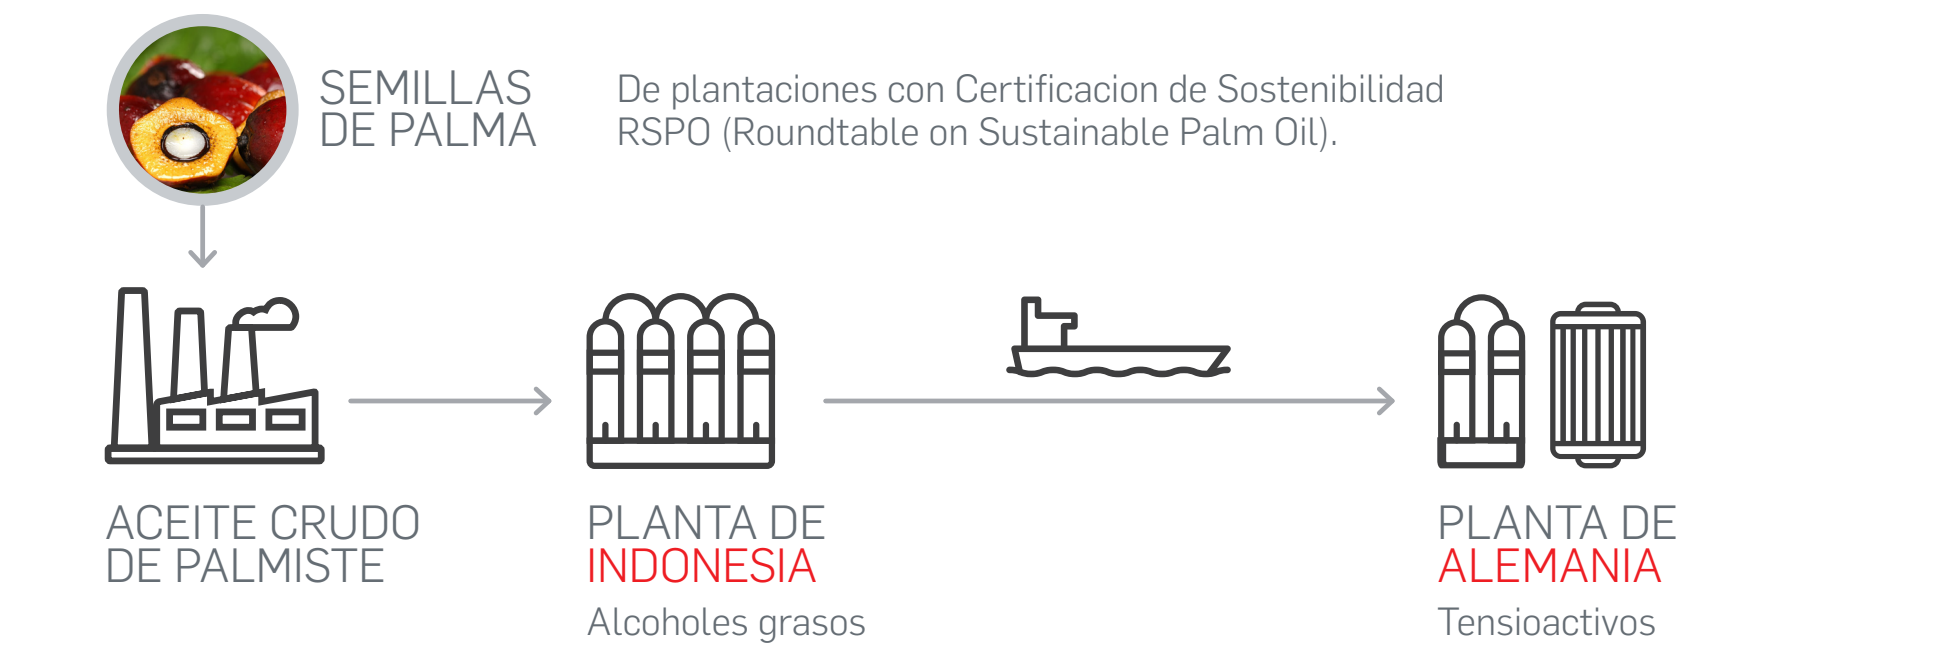 SEMILLAS
DE PALMA
De plantaciones con Certificacion de Sostenibilidad
RSPO (Roundtable on Sustainable Palm Oil).
ACEITE CRUDO
DE PALMISTE
PLANTA DE
INDONESIA
Alcoholes grasos
PLANTA DE
ALEMANIA
Tensioactivos